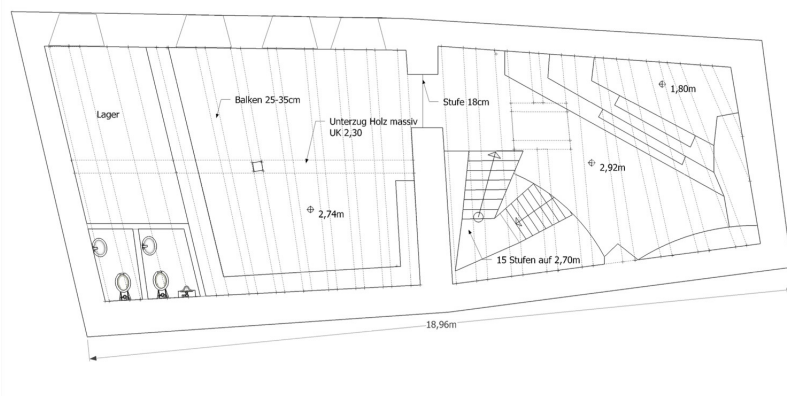 Lager
Balken 25-35cm
Stufe 18cm
Unterzug Holz massiv
UK 2,30
1,80m
2,92m
2,74m
15 Stufen auf 2,70m
18,96m